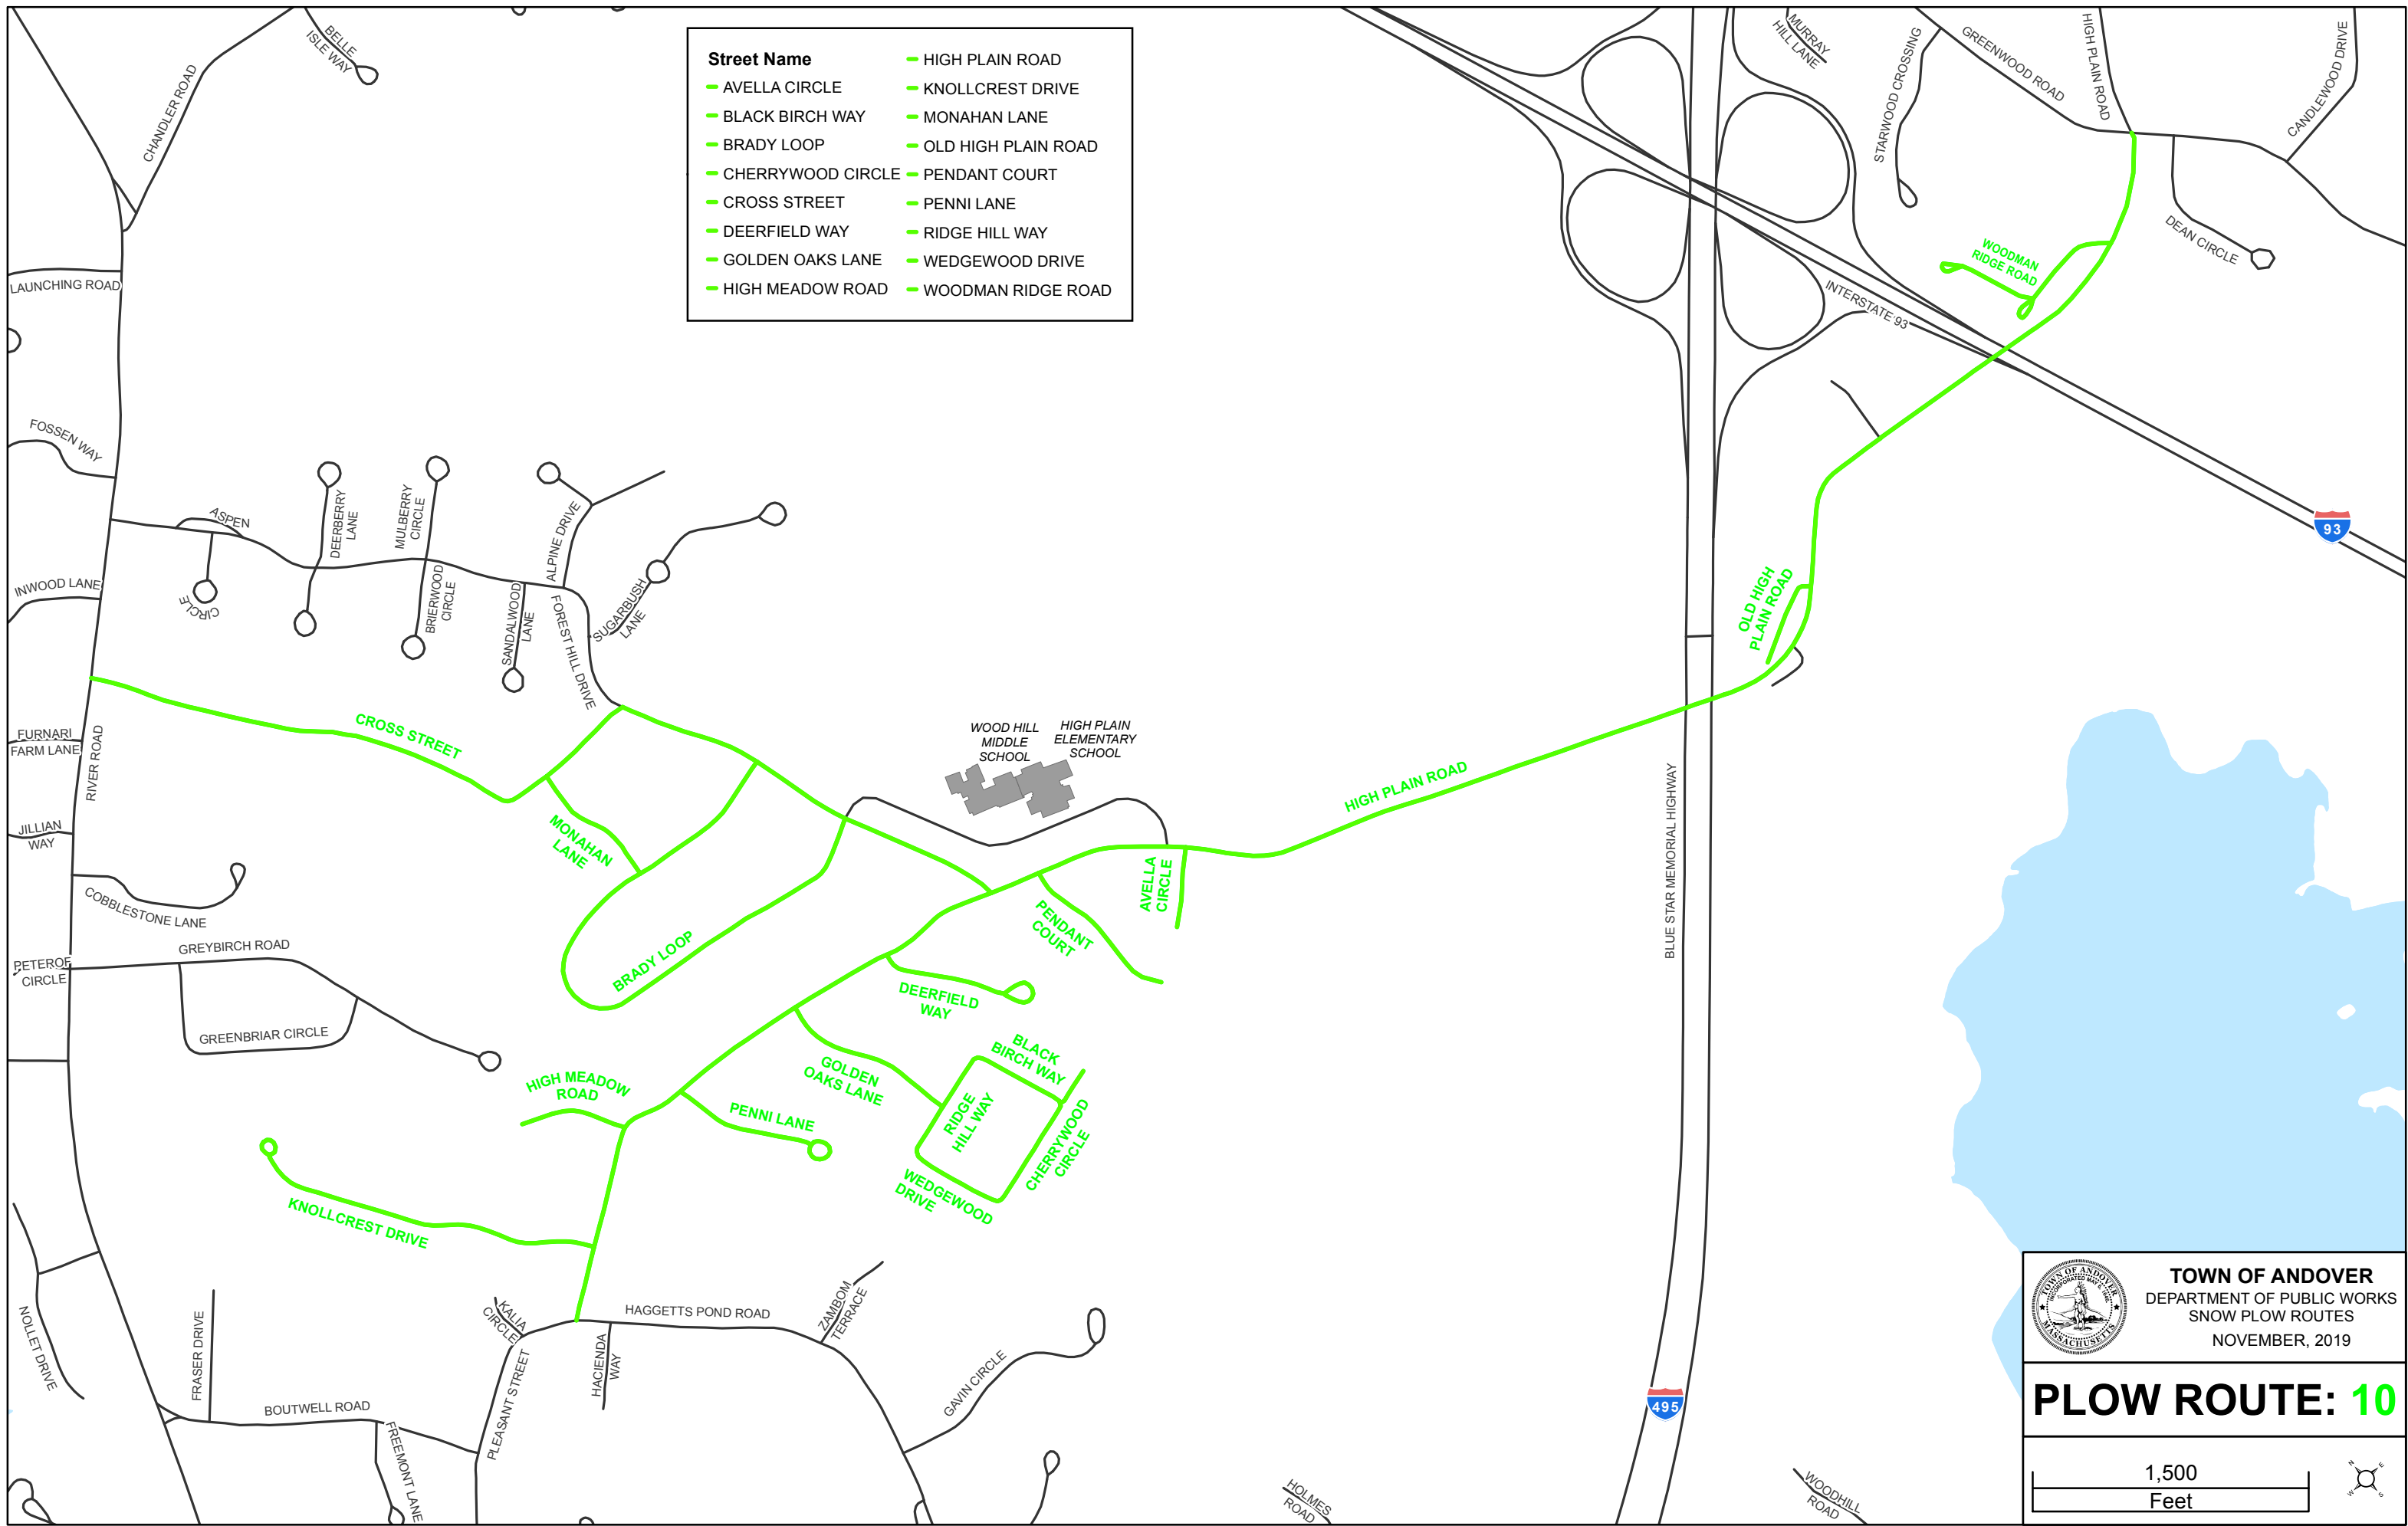 Street Name
AVELLA CIRCLE
BLACK BIRCH WAY
BRADY LOOP
CHERRYWOOD CIRCLE
CROSS STREET
DEERFIELD WAY
GOLDEN OAKS LANE
HIGH MEADOW ROAD
HIGH PLAIN ROAD
KNOLLCREST DRIVE
MONAHAN LANE
OLD HIGH PLAIN ROAD
PENDANT COURT
PENNI LANE
RIDGE HILL WAY
WEDGEWOOD DRIVE
WOODMAN RIDGE ROAD
BELLE
ISLE WAY
CHANDLER ROAD
MURRAY
HILL LANE
STARWOOD CROSSING
GREENWOOD ROAD
HIGH PLAIN ROAD
CANDLEWOOD DRIVE
DEAN CIRCLE
WOODMAN
RIDGE ROAD
INTERSTATE 93
93
LAUNCHING ROAD
FOSSEN WAY
ASPEN
CIRCLE
DEERBERRY
LANE
MULBERRY
CIRCLE
BRIERWOOD
CIRCLE
ALPINE DRIVE
SANDALWOOD
LANE
FOREST HILL DRIVE
SUGARBUSH
LANE
INWOOD LANE
OLD HIGH
PLAIN ROAD
CROSS STREET
FURNARI
FARM LANE
RIVER ROAD
WOOD HILL
MIDDLE
SCHOOL
HIGH PLAIN
ELEMENTARY
SCHOOL
HIGH PLAIN ROAD
BLUE STAR MEMORIAL HIGHWAY
JILLIAN
WAY
MONAHAN
LANE
COBBLESTONE LANE
AVELLA
CIRCLE
PENDANT
COURT
GREYBIRCH ROAD
PETEROF
CIRCLE
BRADY LOOP
DEERFIELD
WAY
GREENBRIAR CIRCLE
GOLDEN
OAKS LANE
BLACK
BIRCH WAY
HIGH MEADOW
ROAD
PENNI LANE
RIDGE
HILL WAY
CHERRYWOOD
CIRCLE
WEDGEWOOD
DRIVE
KNOLLCREST DRIVE
NOLLET DRIVE
FRASER DRIVE
KALIA
CIRCLE
HAGGETTS POND ROAD
ZAMBOM
TERRACE
HACIENDA
WAY
PLEASANT STREET
GAVIN CIRCLE
BOUTWELL ROAD
FREEMONT LANE
495
HOLMES
ROAD
WOODHILL
ROAD
TOWN OF ANDOVER
INCORPORATED MAY 6, 1646
MASSACHUSETTS
TOWN OF ANDOVER
DEPARTMENT OF PUBLIC WORKS
SNOW PLOW ROUTES
NOVEMBER, 2019
PLOW ROUTE: 10
1,500
Feet
N
E
W
S